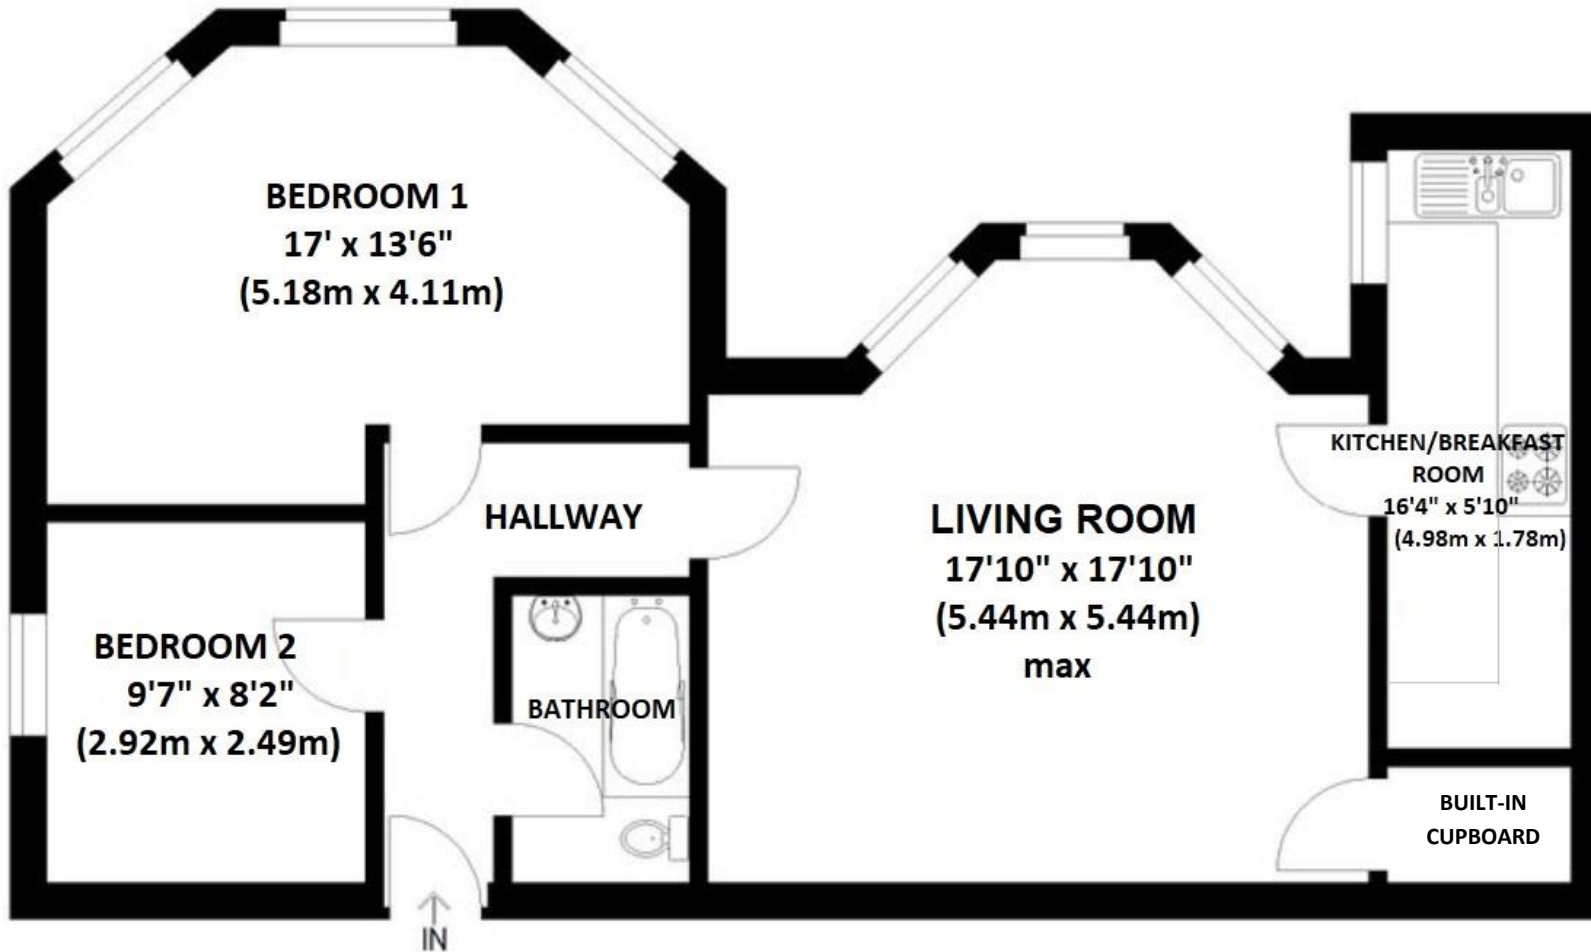 BEDROOM 1
17' x 13'6"
(5.18m x 4.11m)
KITCHEN/BREAKFAST
ROOM
16'4" x 5'10"
(4.98m x 1.78m)
HALLWAY
LIVING ROOM
17'10" x 17'10"
(5.44m x 5.44m)
max
BEDROOM 2
9'7" x 8'2"
(2.92m x 2.49m)
BATHROOM
BUILT-IN
CUPBOARD
IN